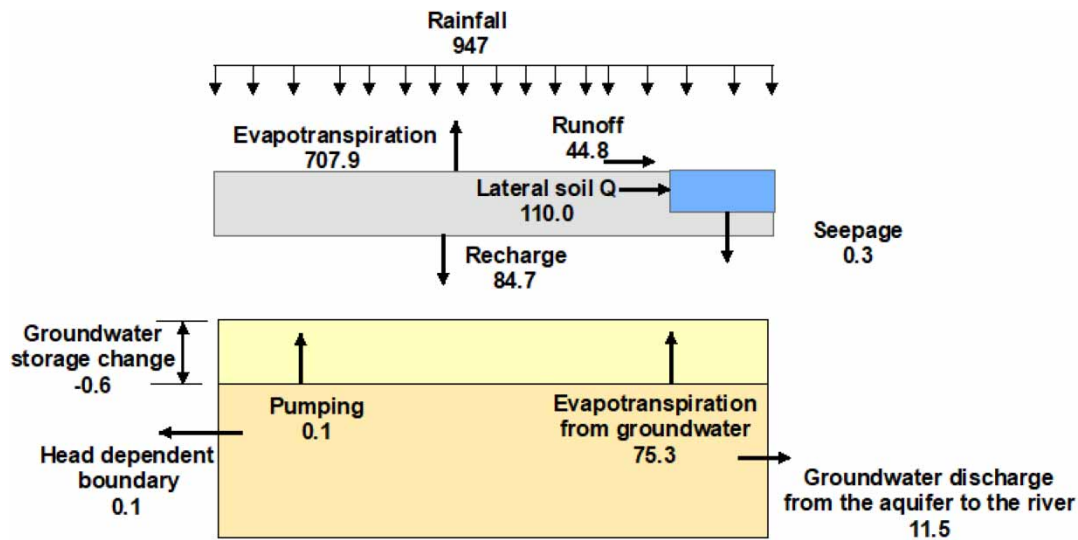 Rainfall
947
Evapotranspiration
707.9
Runoff
44.8
Lateral soil Q
110.0
Seepage
0.3
Recharge
84.7
Groundwater
storage change
-0.6
Pumping
0.1
Evapotranspiration
from groundwater
75.3
Head dependent
boundary
0.1
Groundwater discharge
from the aquifer to the river
11.5